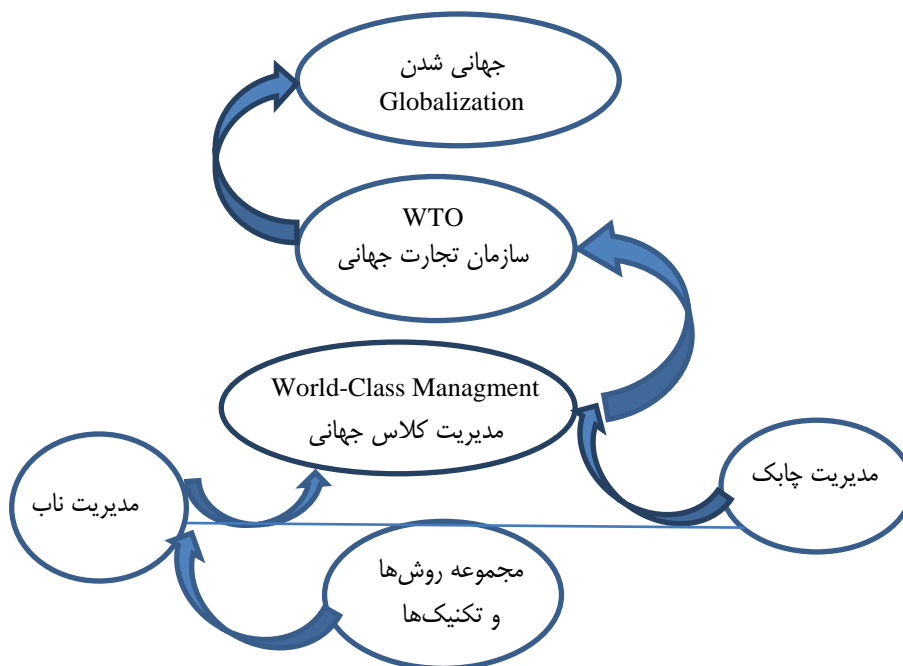 جهانی شدن
Globalization
WTO
سازمان تجارت جهانی
World-Class Managment
مدیریت کلاس جهانی
مدیریت چابک
مدیریت ناب
مجموعه روش‌ها
و تکنیک‌ها